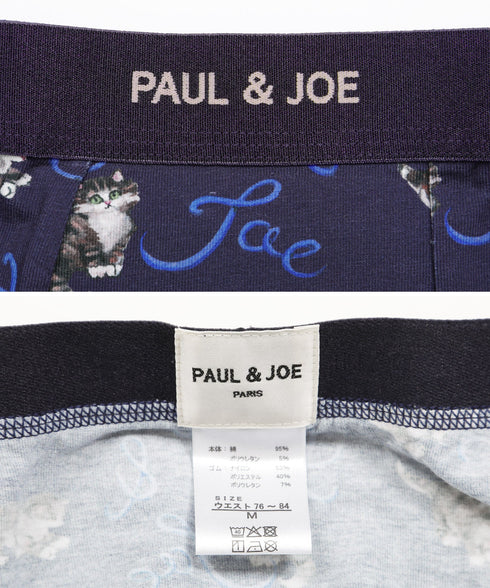 PAUL & JOE
Joe
PAUL & JOE
PARIS
本体: 綿 95%
ポリウレタン 5%
ゴム: ナイロン
ポリエステル 40%
ポリウレタン 7%
SIZE
ウエスト76～84
M